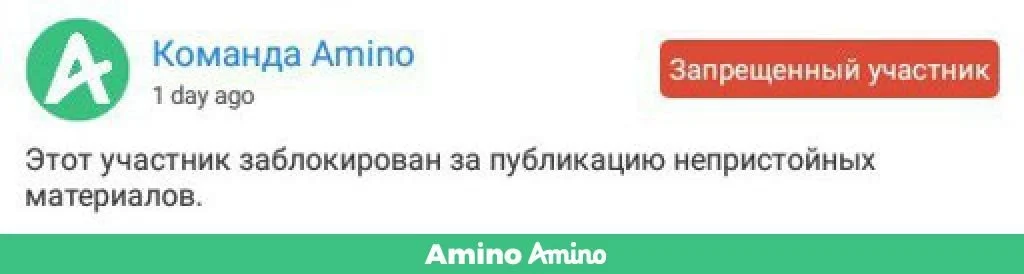 Команда Amino
1 day ago
Запрещенный участник
Этот участник заблокирован за публикацию непристойных
материалов.
Amino Amino